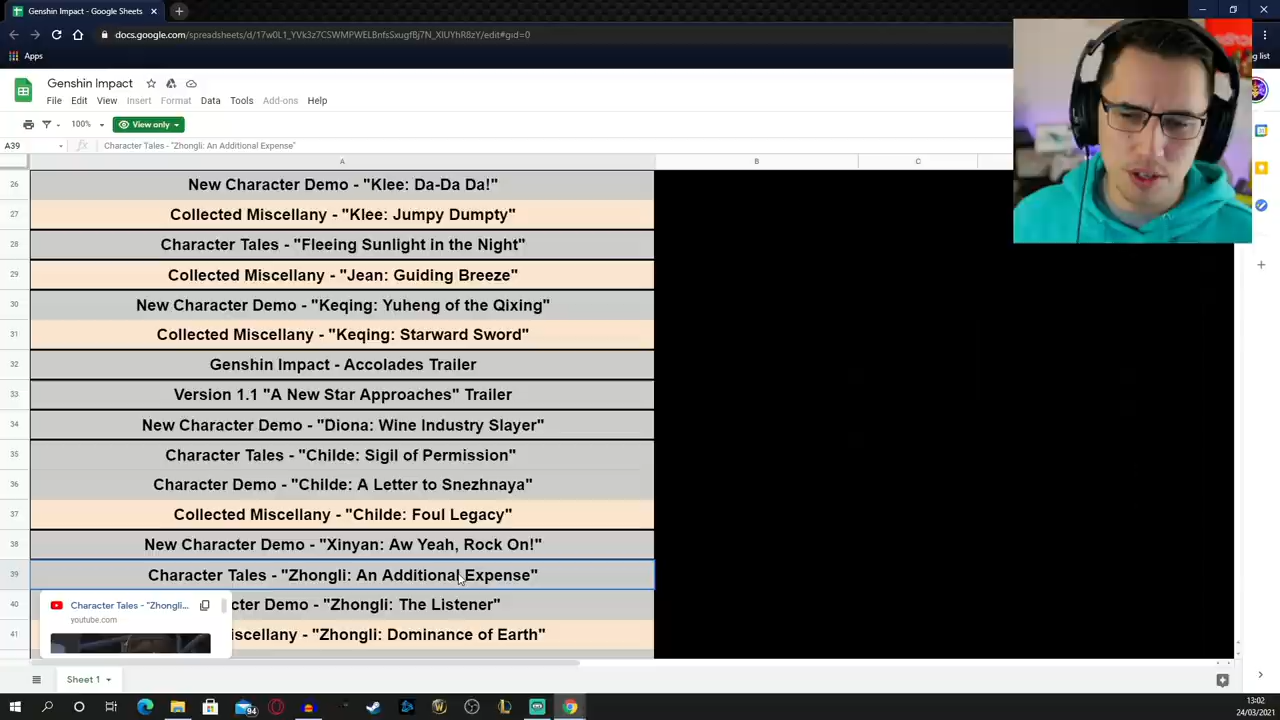 Genshin Impact - Google Sheets
docs.google.com/spreadsheets/d/17w0L1_YVk3z7CSWMPWELBnfsSxugfBj7N_XlUYhR8zY/edit#gid=0
Apps
ng list
Genshin Impact
File Edit View Insert Format Data Tools Add-ons Help
100% View only
A39 fx Character Tales - "Zhongli: An Additional Expense"
A B C
26 New Character Demo - "Klee: Da-Da Da!"
27 Collected Miscellany - "Klee: Jumpy Dumpty"
28 Character Tales - "Fleeing Sunlight in the Night"
29 Collected Miscellany - "Jean: Guiding Breeze"
30 New Character Demo - "Keqing: Yuheng of the Qixing"
31 Collected Miscellany - "Keqing: Starward Sword"
32 Genshin Impact - Accolades Trailer
33 Version 1.1 "A New Star Approaches" Trailer
34 New Character Demo - "Diona: Wine Industry Slayer"
35 Character Tales - "Childe: Sigil of Permission"
36 Character Demo - "Childe: A Letter to Snezhnaya"
37 Collected Miscellany - "Childe: Foul Legacy"
38 New Character Demo - "Xinyan: Aw Yeah, Rock On!"
39 Character Tales - "Zhongli: An Additional Expense"
40 cter Demo - "Zhongli: The Listener"
Character Tales - "Zhongli...
youtube.com
41 iscellany - "Zhongli: Dominance of Earth"
Sheet 1
94
13:02
24/03/2021